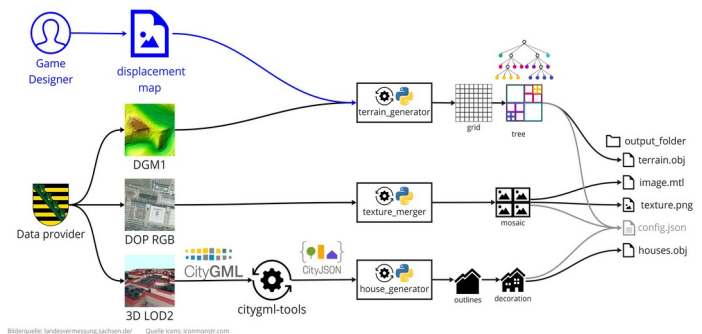 Game
Designer
displacement
map
DGM1
Data provider
DOP RGB
3D LOD2
CityGML
citygml-tools
CityJSON
terrain_generator
grid
tree
texture_merger
mosaic
house_generator
outlines
decoration
output_folder
terrain.obj
image.mtl
texture.png
config.json
houses.obj
Bilderquelle: landesvermessung.sachsen.de/ Quelle Icons: iconmonstr.com